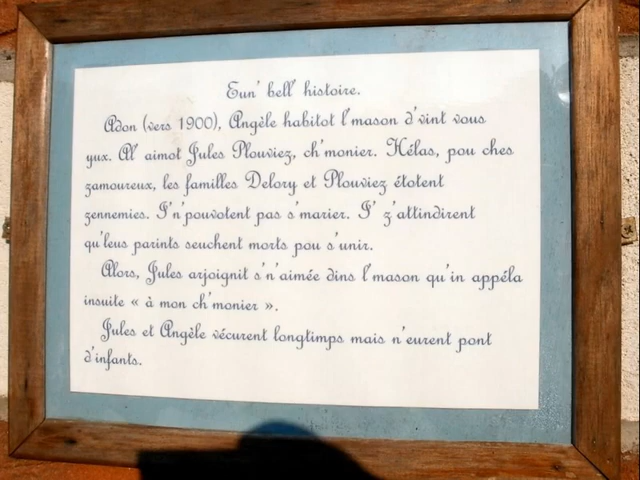 Eun' bell' histoire.
Adon (vers 1900), Angèle habitot l'mason d'vint vous
yux. Al' aimot Jules Plouviez, ch'monier. Hélas, pou ches
zamoureux, les familles Delory et Plouviez étotent
zennemies. I'n'pouvotent pas s'marier. I' z'attindirent
qu'leus parints seuchent morts pou s'unir.
Alors, Jules arjoignit s'n'aimée dins l'mason qu'in appéla
insuite « à mon ch'monier ».
Jules et Angèle vécurent longtimps mais n'eurent pont
d'infants.